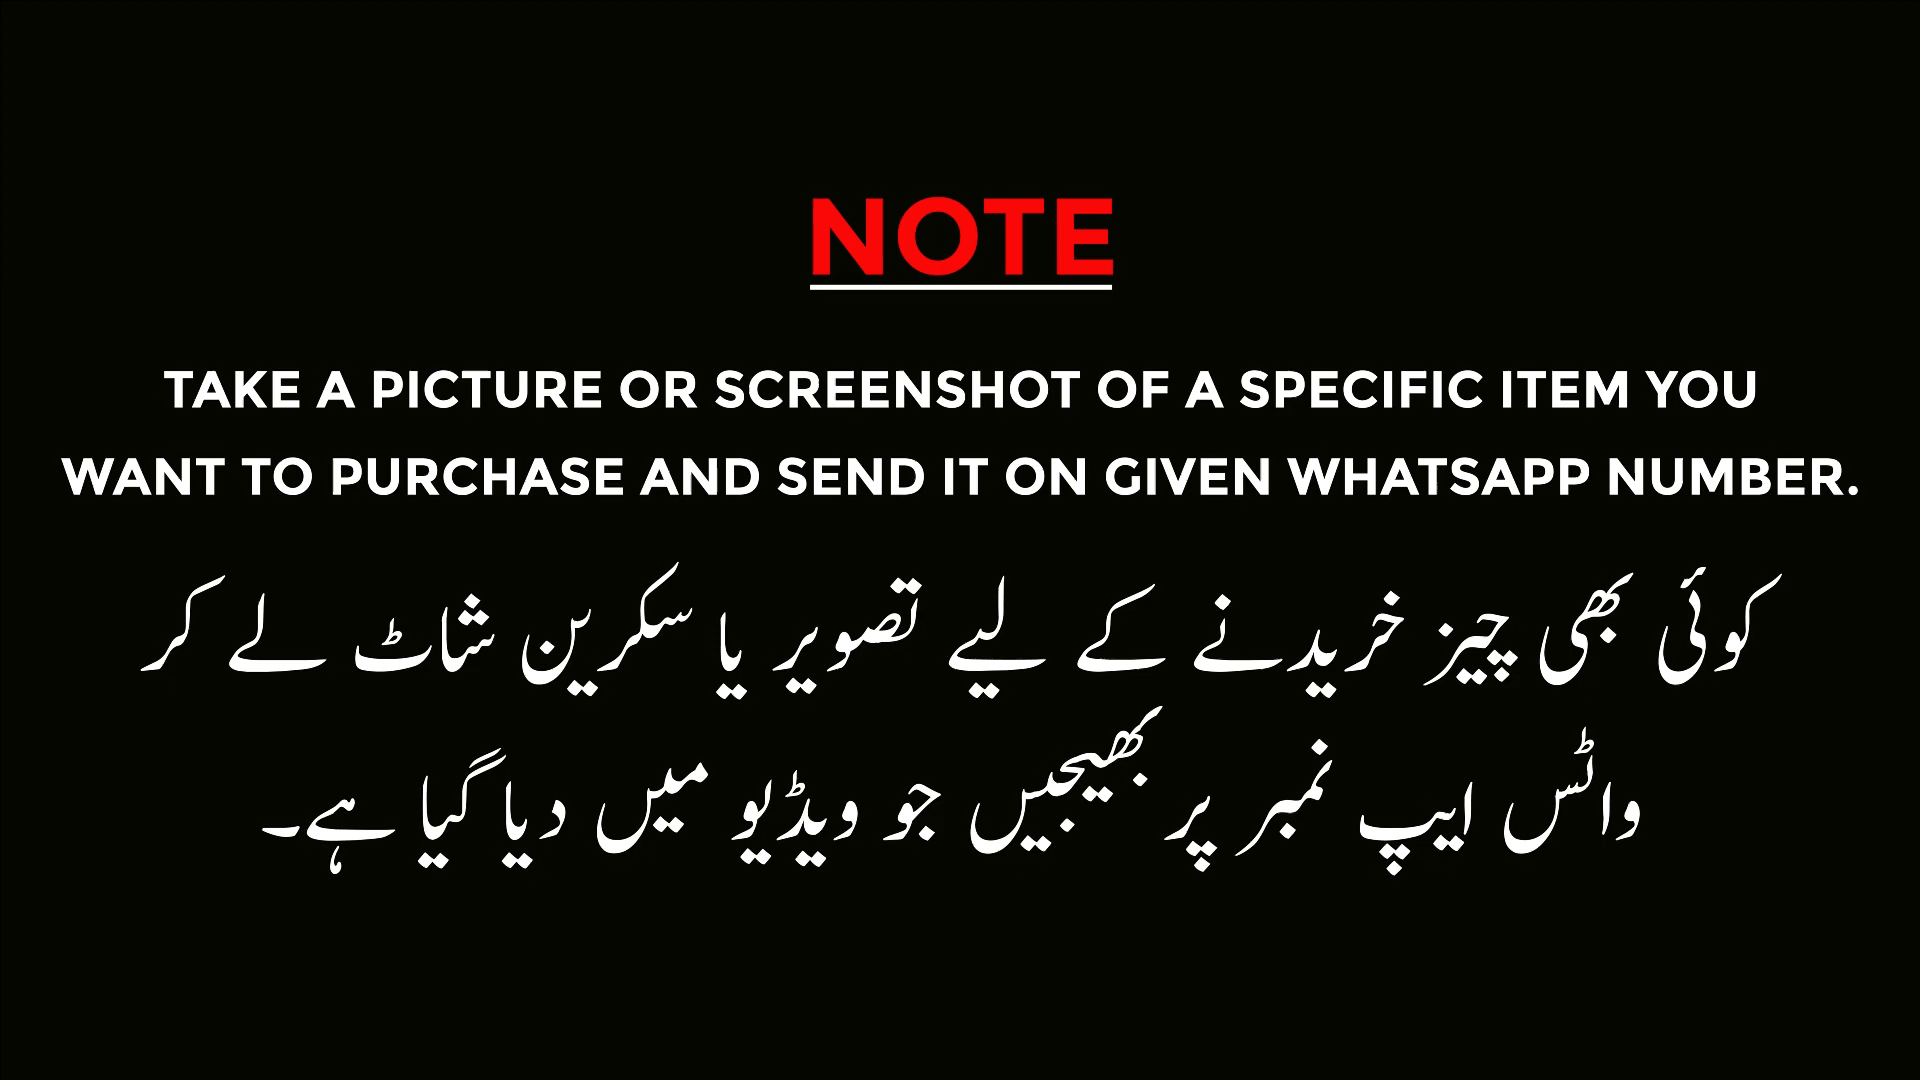 NOTE
TAKE A PICTURE OR SCREENSHOT OF A SPECIFIC ITEM YOU
WANT TO PURCHASE AND SEND IT ON GIVEN WHATSAPP NUMBER.
کوئی بھی چیز خریدنے کے لیے تصویر یا سکرین شاٹ لے کر
واٹس ایپ نمبر پر بھیجیں جو ویڈیو میں دیا گیا ہے۔